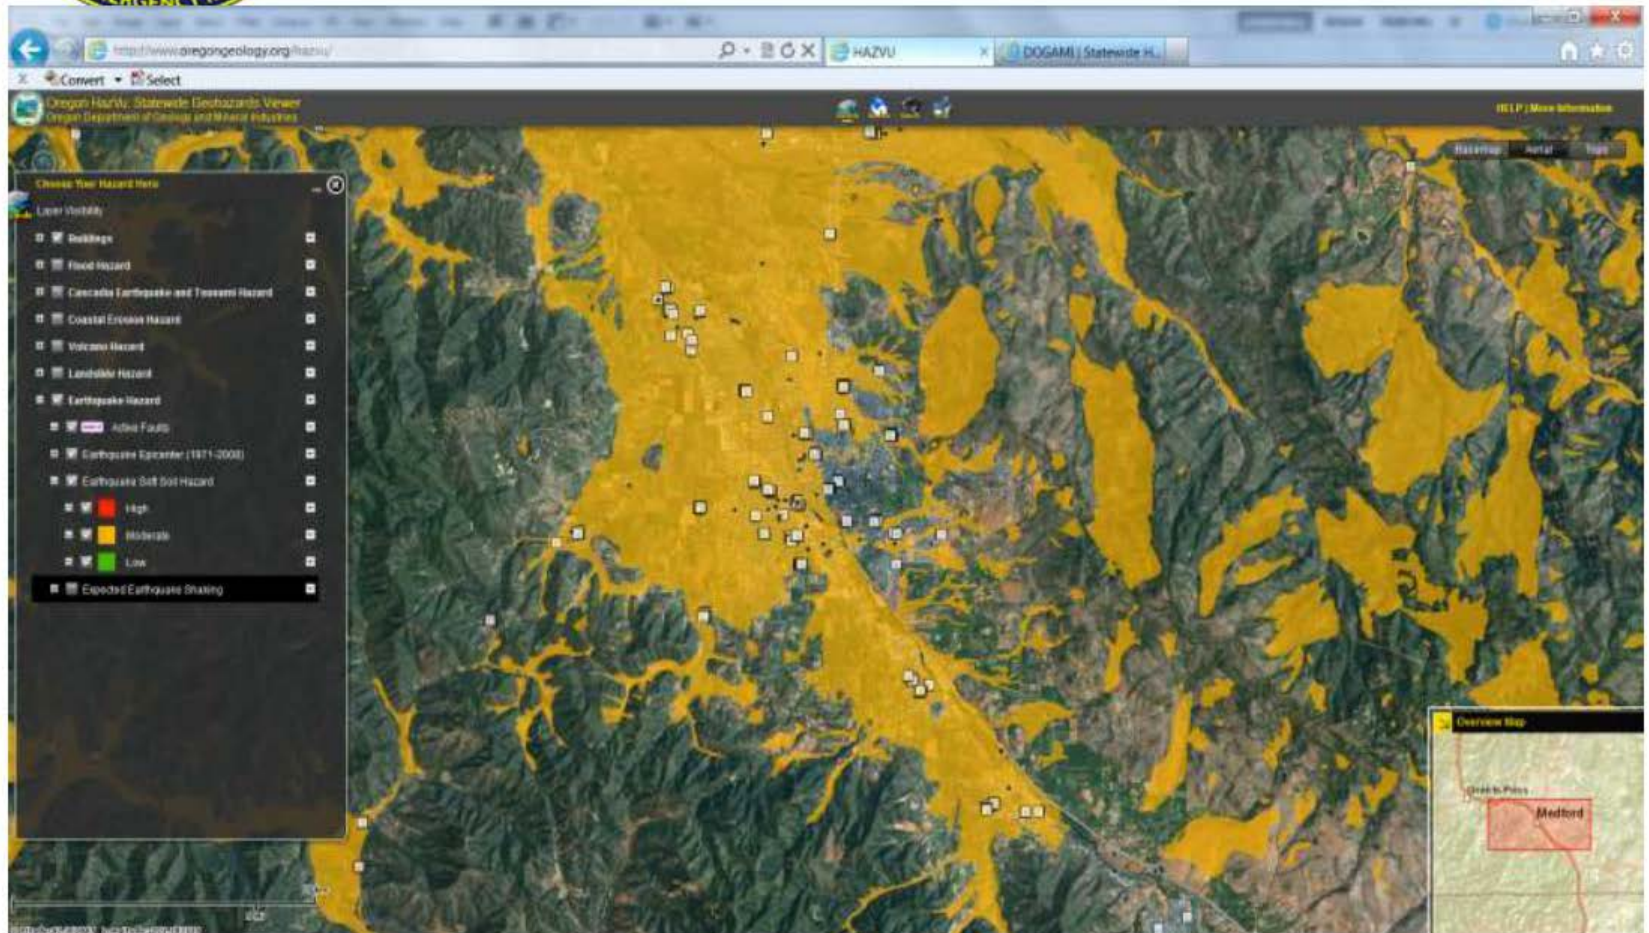 AGENC
http://www.oregongeology.org/hazvu/
HAZVU
DOGAMI | Statewide H...
Convert
Select
Oregon HazVu: Statewide Geohazards Viewer
Oregon Department of Geology and Mineral Industries
HELP | More Information
Basemap
Aerial
Topo
Choose Your Hazard Here
Layer Visibility
Buildings
Flood Hazard
Cascadia Earthquake and Tsunami Hazard
Coastal Erosion Hazard
Volcano Hazard
Landslide Hazard
Earthquake Hazard
Active Faults
Earthquake Epicenter (1971-2008)
Earthquake Soft Soil Hazard
High
Moderate
Low
Expected Earthquake Shaking
Overview Map
Grants Pass
Medford